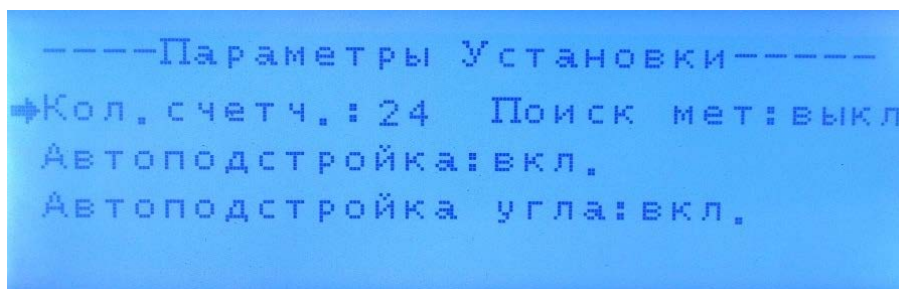 ----Параметры Установки-----
➔Кол.счетч.:24 Поиск мет:выкл
Автоподстройка:вкл.
Автоподстройка угла:вкл.